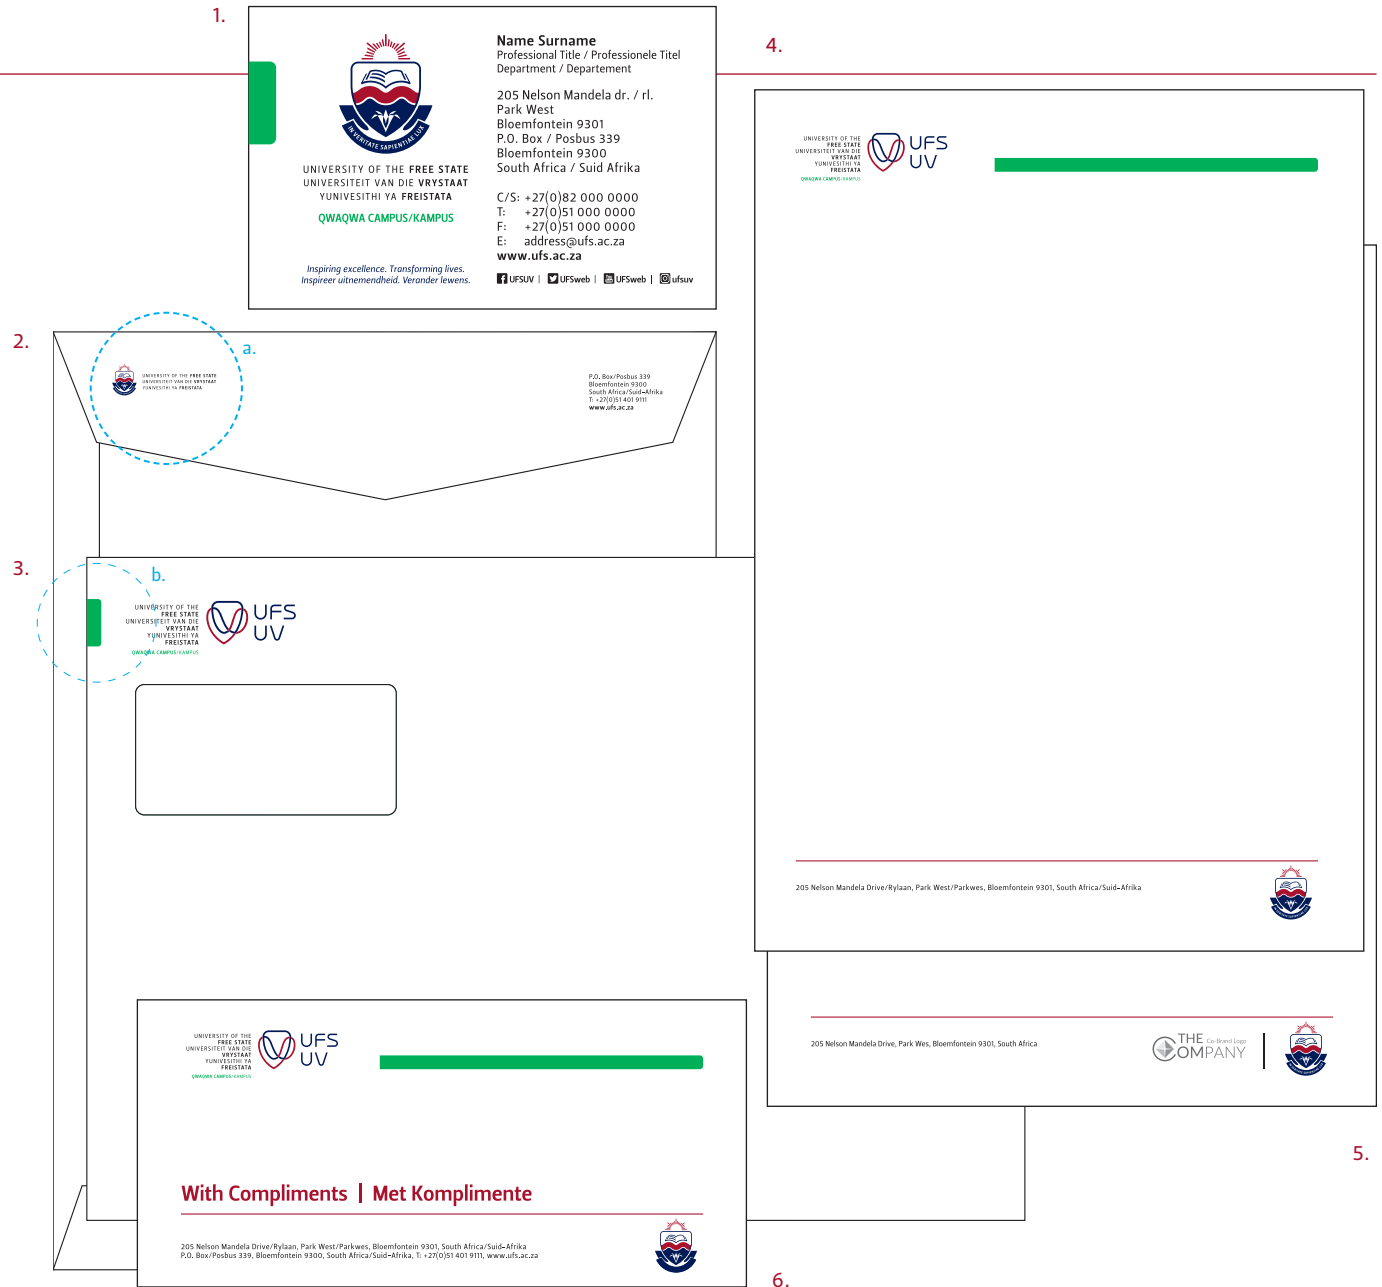 1.
IN VERITATE SAPIENTIAE LUX
UNIVERSITY OF THE FREE STATE
UNIVERSITEIT VAN DIE VRYSTAAT
YUNIVESITHI YA FREISTATA
QWAQWA CAMPUS/KAMPUS
Inspiring excellence. Transforming lives.
Inspireer uitnemendheid. Verander lewens.
Name Surname
Professional Title / Professionele Titel
Department / Departement
205 Nelson Mandela dr. / rl.
Park West
Bloemfontein 9301
P.O. Box / Posbus 339
Bloemfontein 9300
South Africa / Suid Afrika
C/S: +27(0)82 000 0000
T: +27(0)51 000 0000
F: +27(0)51 000 0000
E: address@ufs.ac.za
www.ufs.ac.za
UFSUV | UFSweb | UFSweb | ufsuv
2.
a.
UNIVERSITY OF THE FREE STATE
UNIVERSITEIT VAN DIE VRYSTAAT
YUNIVESITHI YA FREISTATA
P.O. Box/Posbus 339
Bloemfontein 9300
South Africa/Suid-Afrika
T: +27(0)51 401 9111
www.ufs.ac.za
3.
b.
UNIVERSITY OF THE
FREE STATE
UNIVERSITEIT VAN DIE
VRYSTAAT
YUNIVESITHI YA
FREISTATA
QWAQWA CAMPUS/KAMPUS
UFS
UV
4.
UNIVERSITY OF THE
FREE STATE
UNIVERSITEIT VAN DIE
VRYSTAAT
YUNIVESITHI YA
FREISTATA
QWAQWA CAMPUS/KAMPUS
UFS
UV
205 Nelson Mandela Drive/Rylaan, Park West/Parkwes, Bloemfontein 9301, South Africa/Suid-Afrika
205 Nelson Mandela Drive, Park Wes, Bloemfontein 9301, South Africa
THE Co-Brand Logo
COMPANY
5.
UNIVERSITY OF THE
FREE STATE
UNIVERSITEIT VAN DIE
VRYSTAAT
YUNIVESITHI YA
FREISTATA
QWAQWA CAMPUS/KAMPUS
UFS
UV
With Compliments | Met Komplimente
205 Nelson Mandela Drive/Rylaan, Park West/Parkwes, Bloemfontein 9301, South Africa/Suid-Afrika
P.O. Box/Posbus 339, Bloemfontein 9300, South Africa/Suid-Afrika, T: +27(0)51 401 9111, www.ufs.ac.za
6.